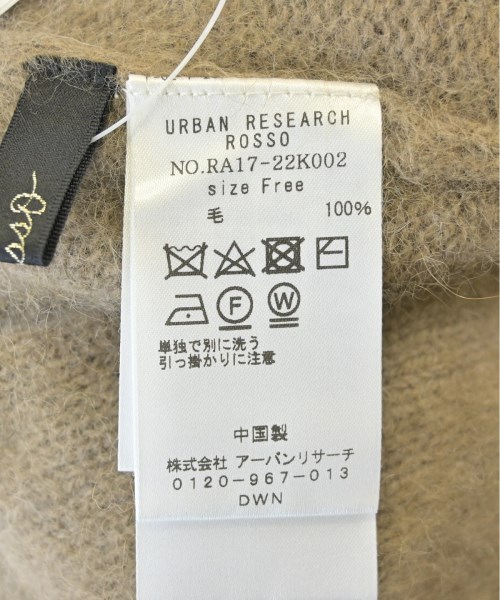 URBAN RESEARCH
ROSSO
NO.RA17-22K002
size Free
毛 100%
F W
単独で別に洗う
引っ掛かりに注意
中国製
株式会社 アーバンリサーチ
0120-967-013
DWN